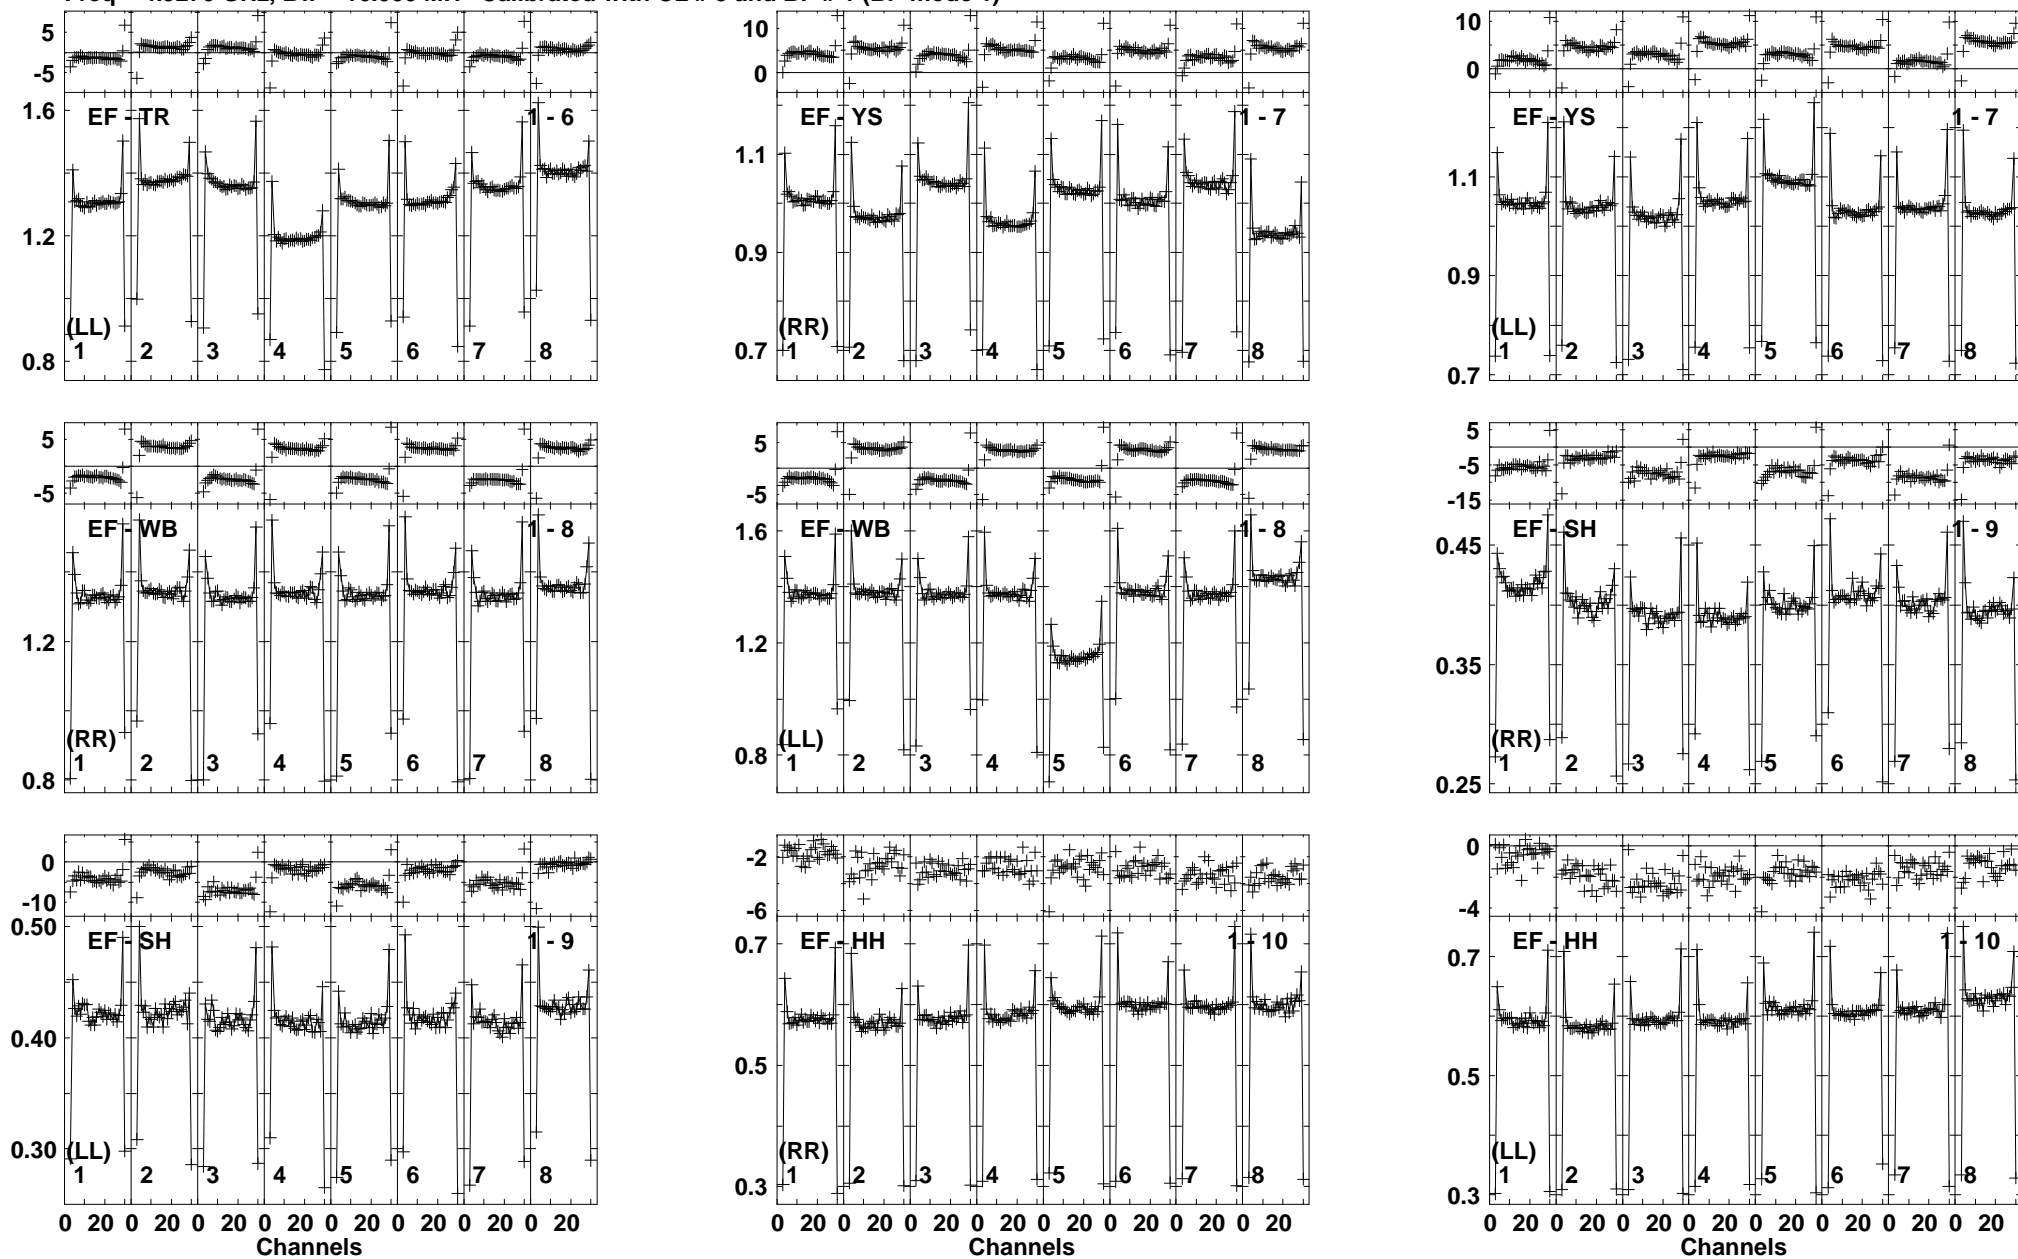 5 -5 1.6 1.2 0.8 EF - TR 1 - 6 (LL) 1 2 3 4 5 6 7 8
10 0 1.1 0.9 0.7 EF - YS 1 - 7 (RR) 1 2 3 4 5 6 7 8
10 0 1.1 0.9 0.7 EF - YS 1 - 7 (LL) 1 2 3 4 5 6 7 8
5 -5 1.2 0.8 EF - WB 1 - 8 (RR) 1 2 3 4 5 6 7 8
5 -5 1.6 1.2 0.8 EF - WB 1 - 8 (LL) 1 2 3 4 5 6 7 8
5 -5 -15 0.45 0.35 0.25 EF - SH 1 - 9 (RR) 1 2 3 4 5 6 7 8
0 -10 0.50 0.40 0.30 EF - SH 1 - 9 (LL) 1 2 3 4 5 6 7 8
-2 -6 0.7 0.5 0.3 EF - HH 1 - 10 (RR) 1 2 3 4 5 6 7 8
0 -4 0.7 0.5 0.3 EF - HH 1 - 10 (LL) 1 2 3 4 5 6 7 8
0 20 0 20 0 20 0 20 0 20 0 20 0 20 0 20
Channels
0 20 0 20 0 20 0 20 0 20 0 20 0 20 0 20
Channels
0 20 0 20 0 20 0 20 0 20 0 20 0 20 0 20
Channels